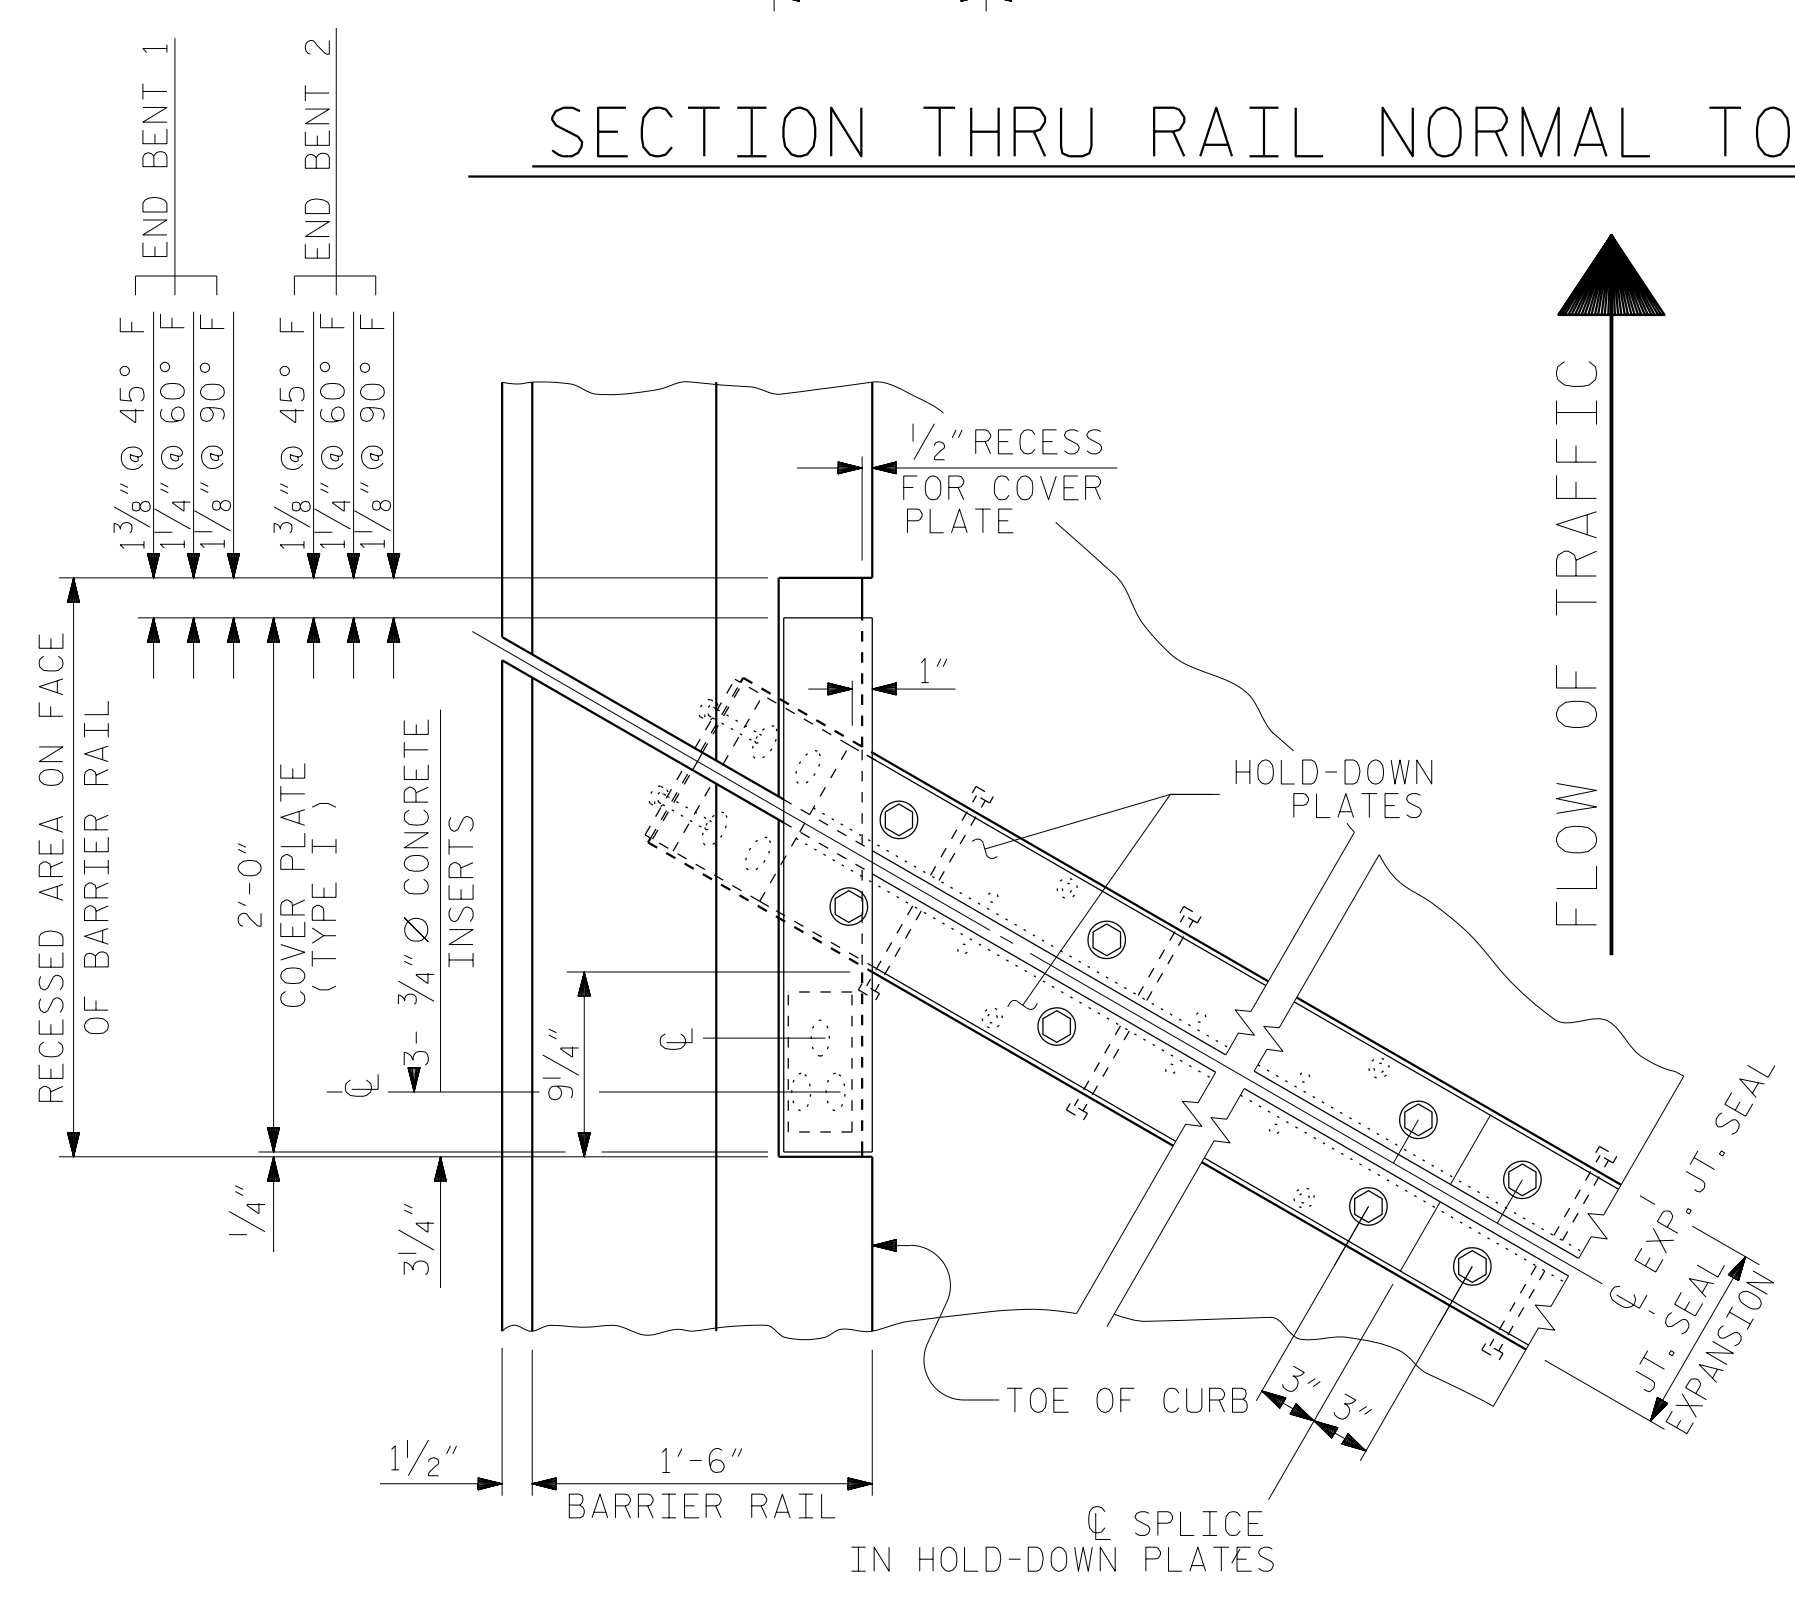 SECTION THRU RAIL NORMAL TO
END BENT 1
END BENT 2
1 3/8" @ 45° F
1 1/4" @ 60° F
1 1/8" @ 90° F
1 3/8" @ 45° F
1 1/4" @ 60° F
1 1/8" @ 90° F
1/2" RECESS
FOR COVER
PLATE
1"
HOLD-DOWN
PLATES
FLOW OF TRAFFIC
RECESSED AREA ON FACE
OF BARRIER RAIL
2'-0"
COVER PLATE
( TYPE I )
3- 3/4" Ø CONCRETE
INSERTS
℄
℄
9 1/4"
1/4"
3 1/4"
℄ EXP. JT. SEAL
JT. SEAL
EXPANSION
TOE OF CURB
3"
3"
1 1/2"
1'-6"
BARRIER RAIL
℄ SPLICE
IN HOLD-DOWN PLATES